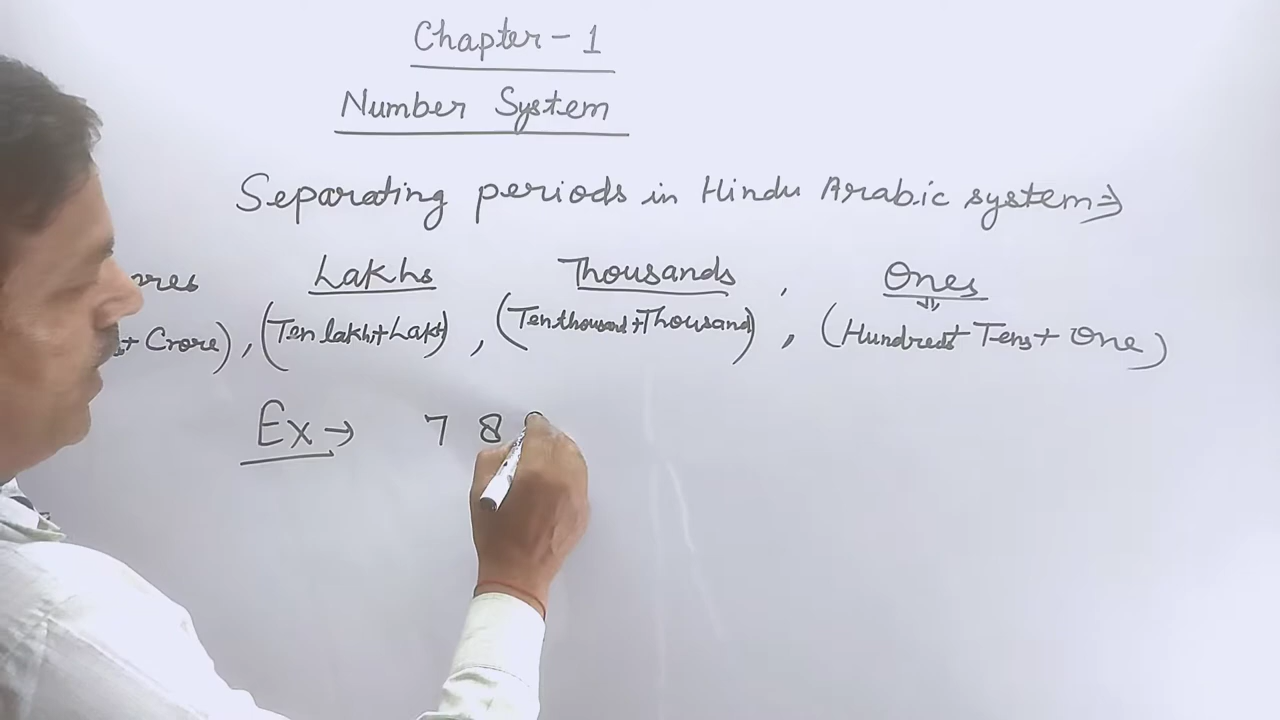 Chapter-1
Number System
Separating periods in Hindu Arabic system⇒
Lakhs Thousands , Ones
+ Crore), (Ten lakh+Lakh), (Ten thousand+Thousand), (Hundred+ Tens+ One)
Ex→ 7 8